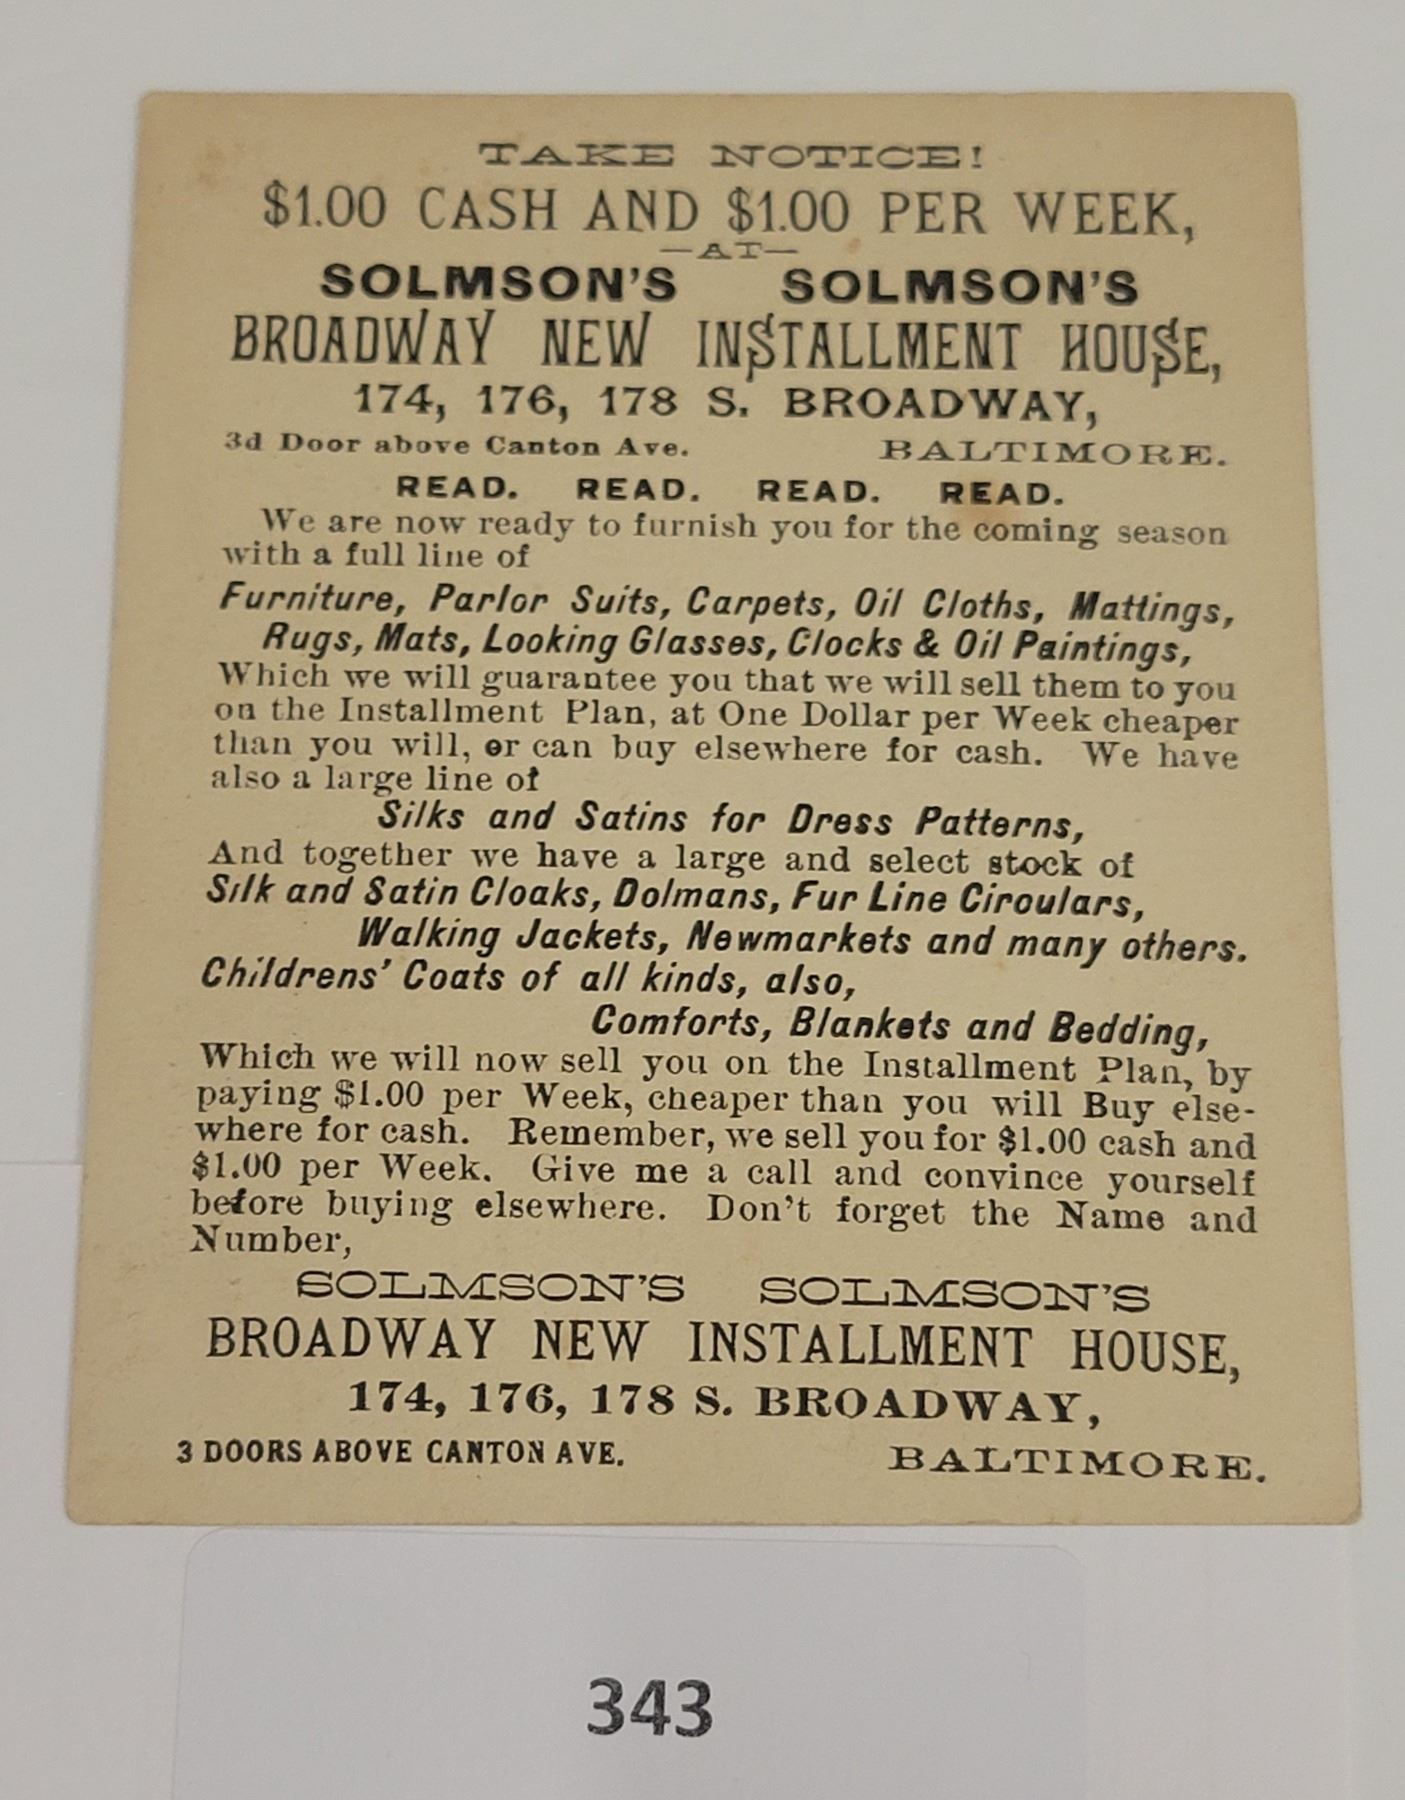 TAKE NOTICE!
$1.00 CASH AND $1.00 PER WEEK,
—AT—
SOLMSON'S SOLMSON'S
BROADWAY NEW INSTALLMENT HOUSE,
174, 176, 178 S. BROADWAY,
3d Door above Canton Ave. BALTIMORE.
READ. READ. READ. READ.
We are now ready to furnish you for the coming season
with a full line of
Furniture, Parlor Suits, Carpets, Oil Cloths, Mattings,
Rugs, Mats, Looking Glasses, Clocks & Oil Paintings,
Which we will guarantee you that we will sell them to you
on the Installment Plan, at One Dollar per Week cheaper
than you will, or can buy elsewhere for cash. We have
also a large line of
Silks and Satins for Dress Patterns,
And together we have a large and select stock of
Silk and Satin Cloaks, Dolmans, Fur Line Ciroulars,
Walking Jackets, Newmarkets and many others.
Childrens' Coats of all kinds, also,
Comforts, Blankets and Bedding,
Which we will now sell you on the Installment Plan, by
paying $1.00 per Week, cheaper than you will Buy else-
where for cash. Remember, we sell you for $1.00 cash and
$1.00 per Week. Give me a call and convince yourself
before buying elsewhere. Don't forget the Name and
Number,
SOLMSON'S SOLMSON'S
BROADWAY NEW INSTALLMENT HOUSE,
174, 176, 178 S. BROADWAY,
3 DOORS ABOVE CANTON AVE. BALTIMORE.
343